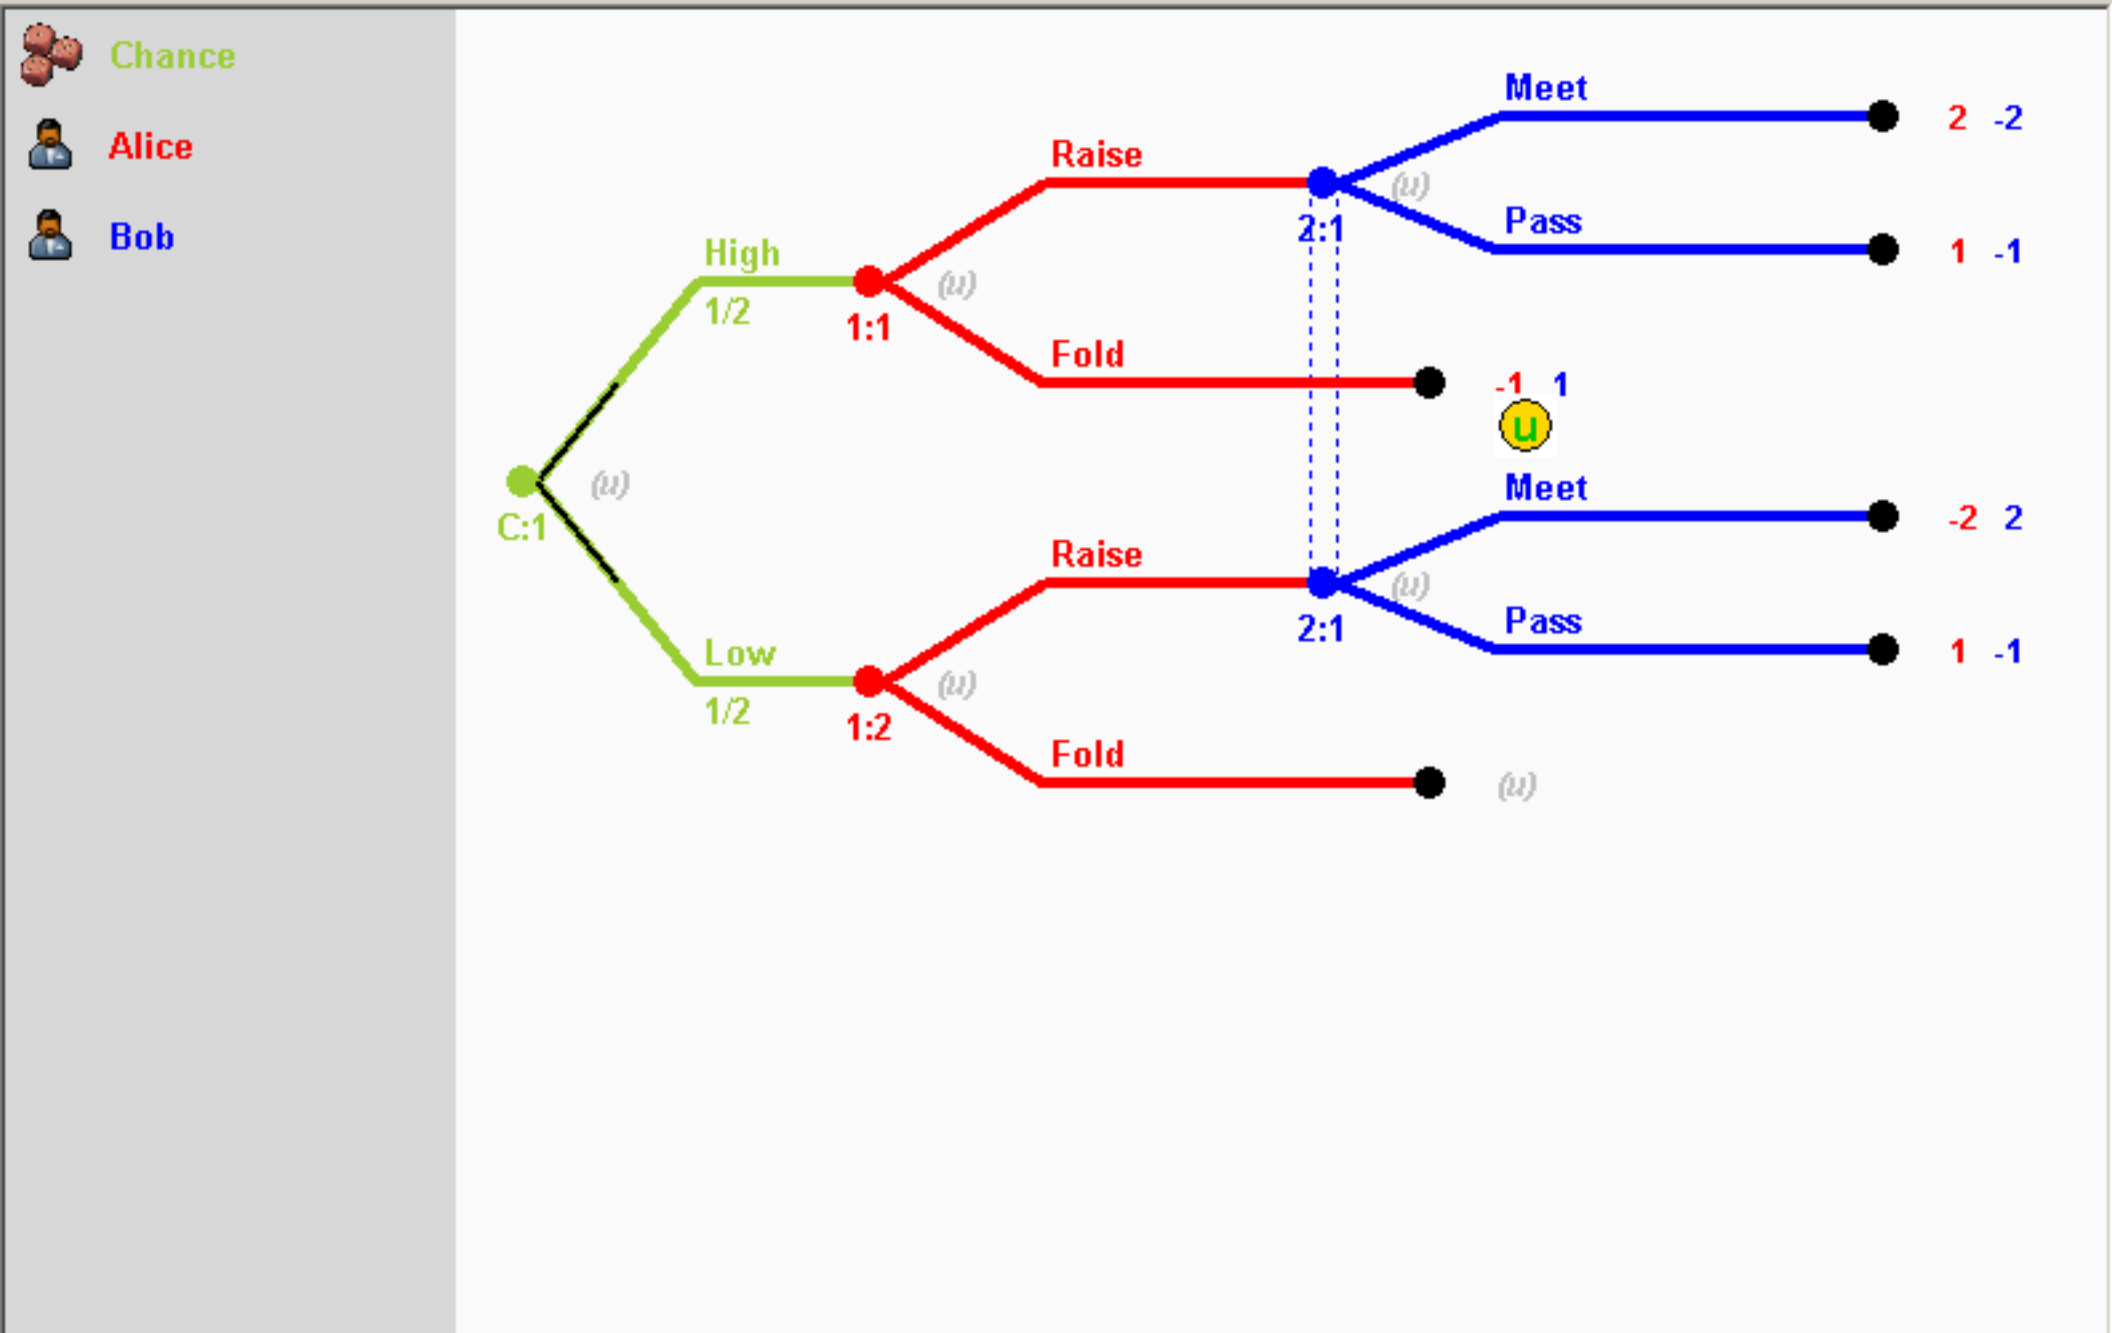 Chance
Alice
Bob
Meet
2 -2
Raise
(u)
2:1
Pass
1 -1
High
1/2
(u)
1:1
Fold
-1 1
u
(u)
C:1
Meet
-2 2
Raise
(u)
2:1
Pass
1 -1
Low
1/2
(u)
1:2
Fold
(u)